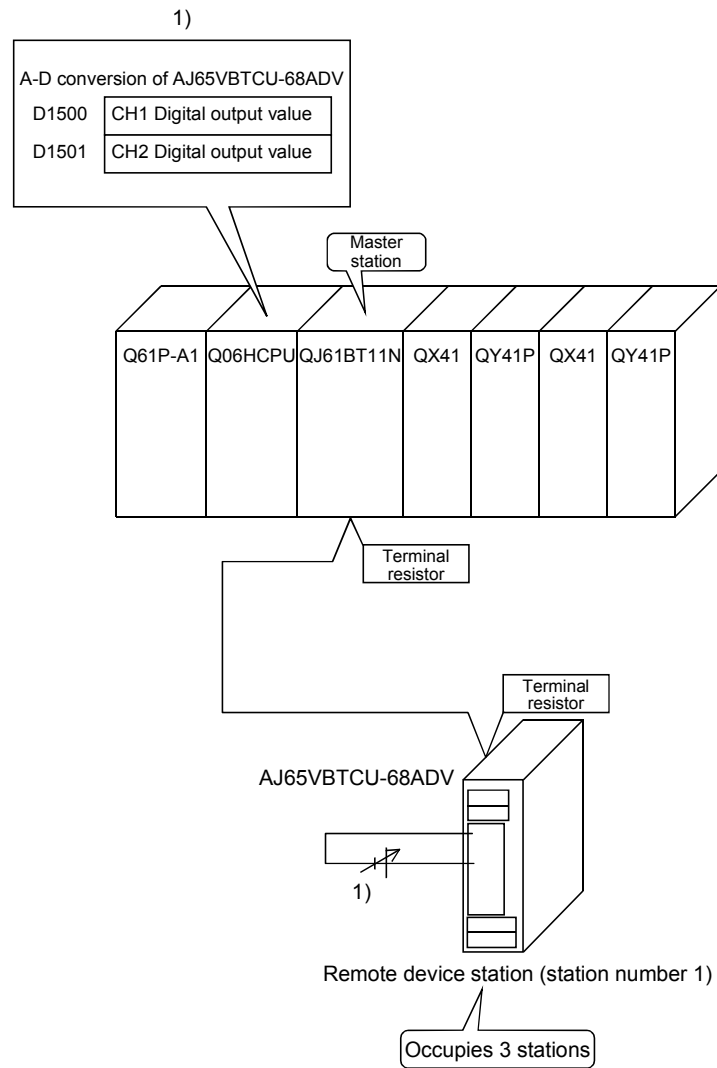 1)
A-D conversion of AJ65VBTCU-68ADV
D1500 CH1 Digital output value
D1501 CH2 Digital output value
Master
station
Q61P-A1 Q06HCPU QJ61BT11N QX41 QY41P QX41 QY41P
Terminal
resistor
Terminal
resistor
AJ65VBTCU-68ADV
1)
Remote device station (station number 1)
Occupies 3 stations